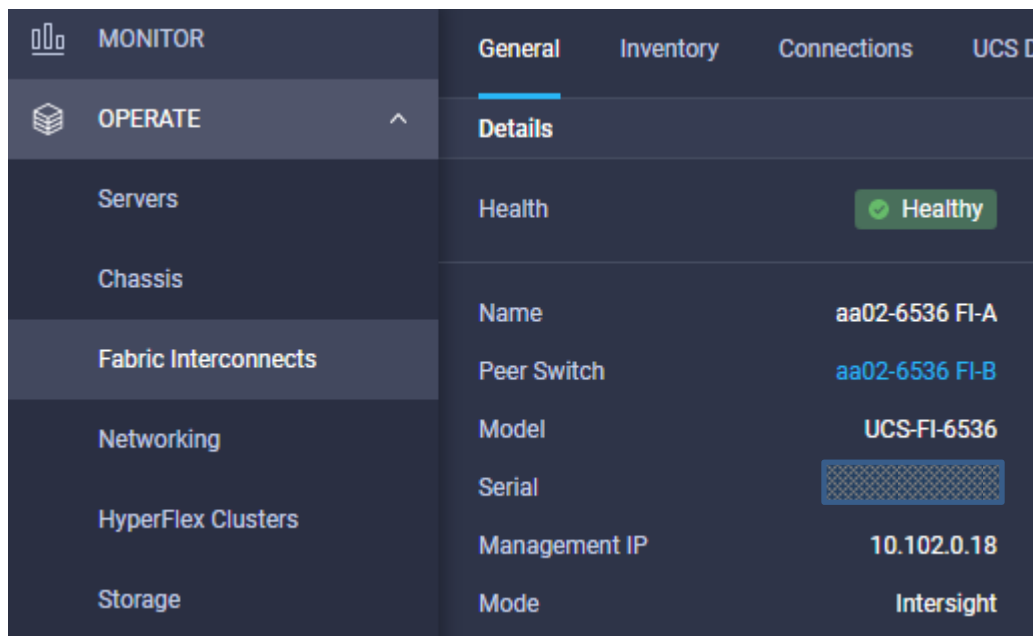 MONITOR
OPERATE
Servers
Chassis
Fabric Interconnects
Networking
HyperFlex Clusters
Storage
General Inventory Connections UCS D
Details
Health Healthy
Name aa02-6536 FI-A
Peer Switch aa02-6536 FI-B
Model UCS-FI-6536
Serial
Management IP 10.102.0.18
Mode Intersight